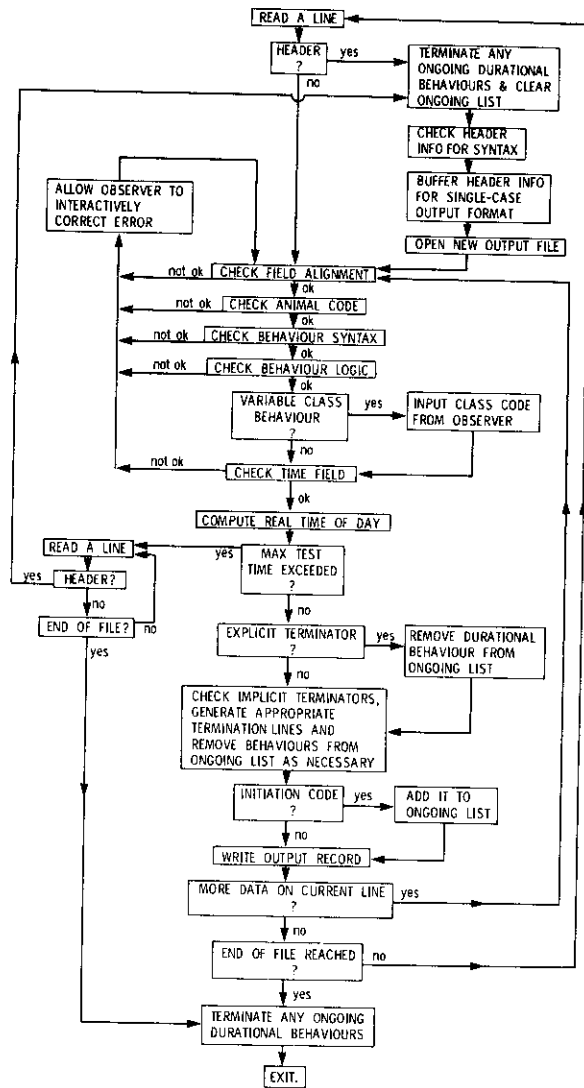 READ A LINE
HEADER
?
yes
no
TERMINATE ANY
ONGOING DURATIONAL
BEHAVIOURS & CLEAR
ONGOING LIST
CHECK HEADER
INFO FOR SYNTAX
BUFFER HEADER INFO
FOR SINGLE-CASE
OUTPUT FORMAT
OPEN NEW OUTPUT FILE
ALLOW OBSERVER TO
INTERACTIVELY
CORRECT ERROR
not ok
CHECK FIELD ALIGNMENT
ok
not ok
CHECK ANIMAL CODE
ok
not ok
CHECK BEHAVIOUR SYNTAX
ok
not ok
CHECK BEHAVIOUR LOGIC
ok
VARIABLE CLASS
BEHAVIOUR
?
yes
INPUT CLASS CODE
FROM OBSERVER
no
not ok
CHECK TIME FIELD
ok
COMPUTE REAL TIME OF DAY
READ A LINE
yes
MAX TEST
TIME EXCEEDED
?
yes
HEADER?
no
no
END OF FILE?
no
yes
EXPLICIT TERMINATOR
?
yes
REMOVE DURATIONAL
BEHAVIOUR FROM
ONGOING LIST
no
CHECK IMPLICIT TERMINATORS,
GENERATE APPROPRIATE
TERMINATION LINES AND
REMOVE BEHAVIOURS FROM
ONGOING LIST AS NECESSARY
INITIATION CODE
?
yes
ADD IT TO
ONGOING LIST
no
WRITE OUTPUT RECORD
MORE DATA ON CURRENT LINE
?
yes
no
END OF FILE REACHED
?
no
yes
TERMINATE ANY ONGOING
DURATIONAL BEHAVIOURS
EXIT.